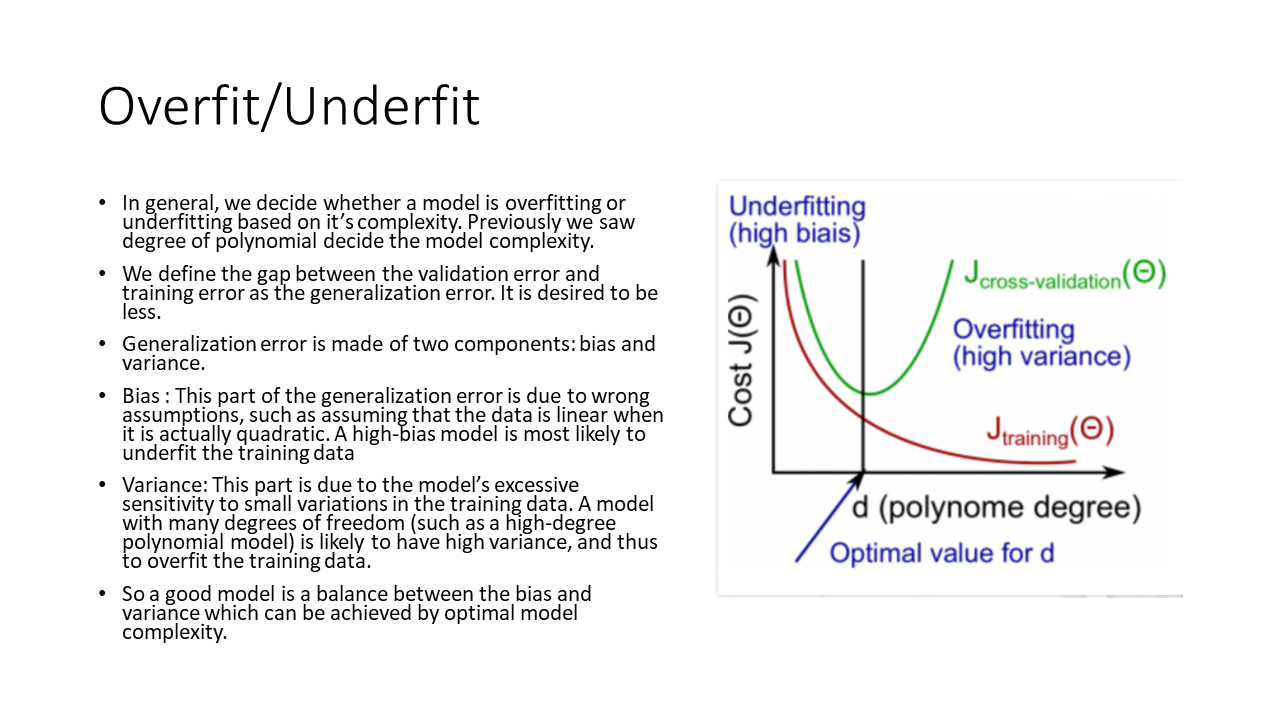 Overfit/Underfit
• In general, we decide whether a model is overfitting or
underfitting based on it's complexity. Previously we saw
degree of polynomial decide the model complexity.
• We define the gap between the validation error and
training error as the generalization error. It is desired to be
less.
• Generalization error is made of two components: bias and
variance.
• Bias : This part of the generalization error is due to wrong
assumptions, such as assuming that the data is linear when
it is actually quadratic. A high-bias model is most likely to
underfit the training data
• Variance: This part is due to the model’s excessive
sensitivity to small variations in the training data. A model
with many degrees of freedom (such as a high-degree
polynomial model) is likely to have high variance, and thus
to overfit the training data.
• So a good model is a balance between the bias and
variance which can be achieved by optimal model
complexity.
Underfitting
(high biais)
Jcross-validation(Θ)
Overfitting
(high variance)
Cost J(Θ)
Jtraining(Θ)
d (polynome degree)
Optimal value for d